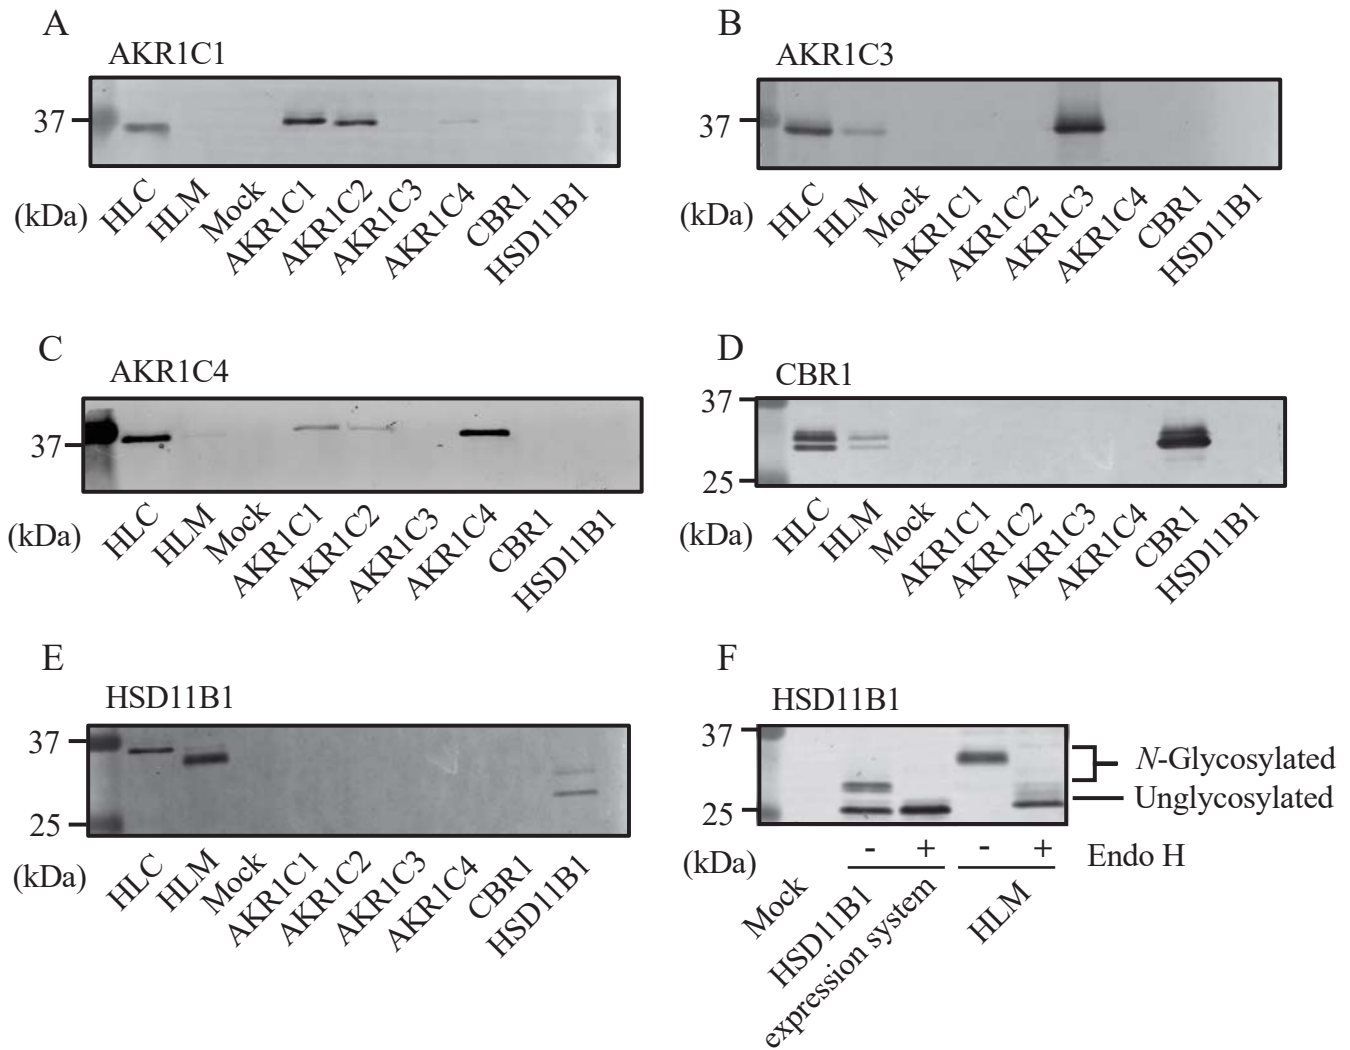 A
AKR1C1
37
(kDa)
HLC
HLM
Mock
AKR1C1
AKR1C2
AKR1C3
AKR1C4
CBR1
HSD11B1
B
AKR1C3
37
(kDa)
HLC
HLM
Mock
AKR1C1
AKR1C2
AKR1C3
AKR1C4
CBR1
HSD11B1
C
AKR1C4
37
(kDa)
HLC
HLM
Mock
AKR1C1
AKR1C2
AKR1C3
AKR1C4
CBR1
HSD11B1
D
CBR1
37
25
(kDa)
HLC
HLM
Mock
AKR1C1
AKR1C2
AKR1C3
AKR1C4
CBR1
HSD11B1
E
HSD11B1
37
25
(kDa)
HLC
HLM
Mock
AKR1C1
AKR1C2
AKR1C3
AKR1C4
CBR1
HSD11B1
F
HSD11B1
37
25
N-Glycosylated
Unglycosylated
(kDa)
- + - + Endo H
Mock
HSD11B1
expression system
HLM